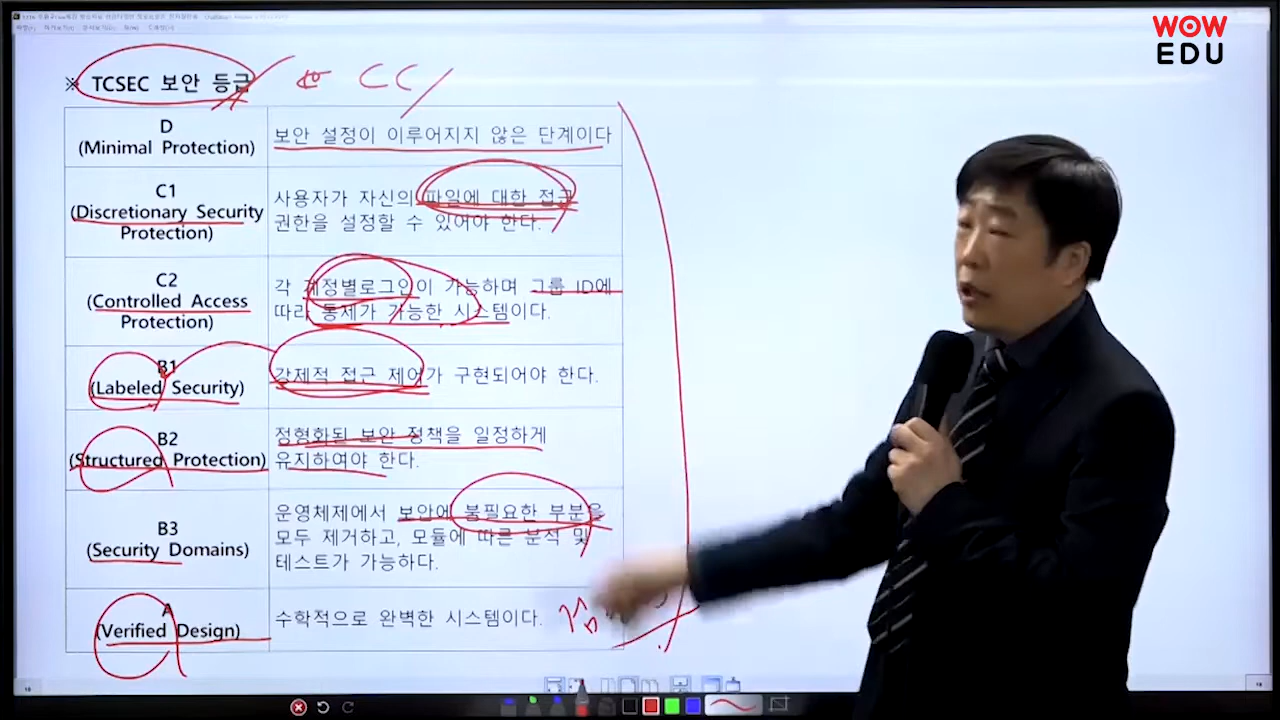 WOW
EDU
※ TCSEC 보안 등급
CC
D
(Minimal Protection)
보안 설정이 이루어지지 않은 단계이다
C1
(Discretionary Security
Protection)
사용자가 자신의 파일에 대한 접근
권한을 설정할 수 있어야 한다.
C2
(Controlled Access
Protection)
각 계정별로그인이 가능하며 그룹 ID에
따라 통제가 가능한 시스템이다.
B1
(Labeled Security)
강제적 접근 제어가 구현되어야 한다.
B2
(Structured Protection)
정형화된 보안 정책을 일정하게
유지하여야 한다.
B3
(Security Domains)
운영체제에서 보안에 불필요한 부분을
모두 제거하고, 모듈에 따른 분석 및
테스트가 가능하다.
A
(Verified Design)
수학적으로 완벽한 시스템이다.